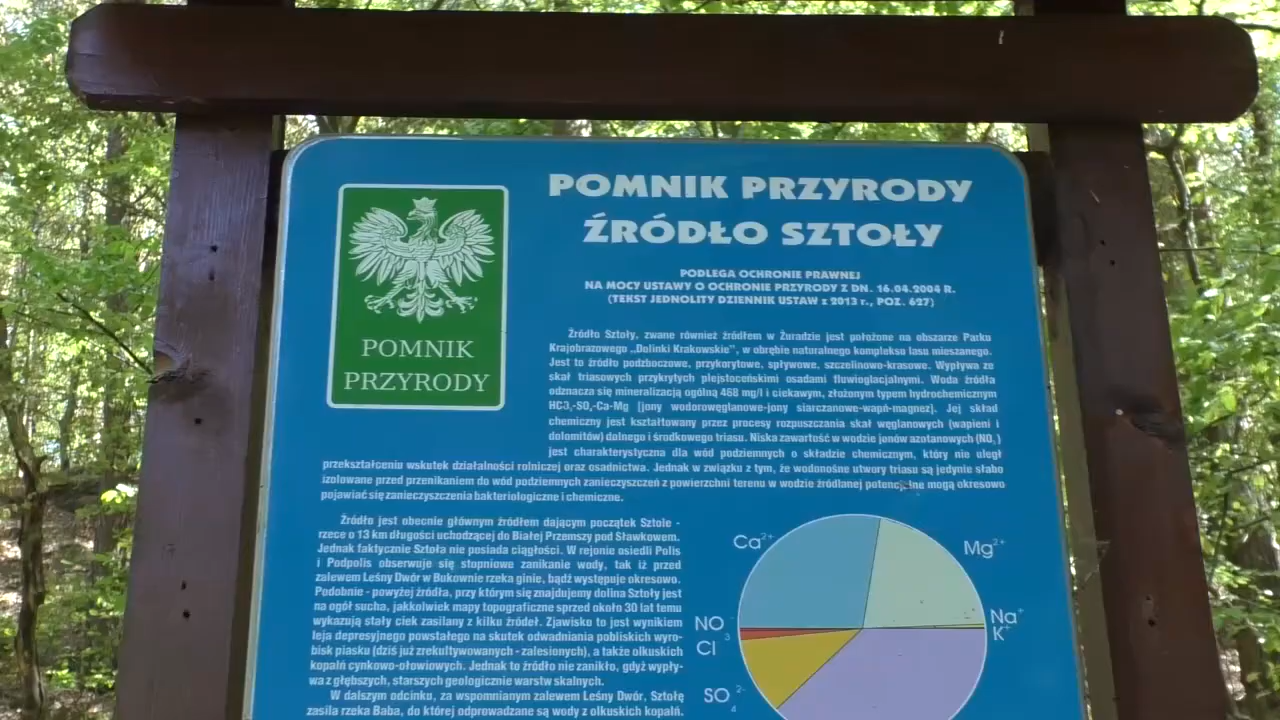 POMNIK PRZYRODY
ŹRÓDŁO SZTOŁY
POMNIK
PRZYRODY
PODLEGA OCHRONIE PRAWNEJ
NA MOCY USTAWY O OCHRONIE PRZYRODY Z DN. 16.04.2004 R.
(TEKST JEDNOLITY DZIENNIK USTAW z 2013 r., POZ. 627)
Źródło Sztoły, zwane również źródłem w Żuradzie jest położone na obszarze Parku
Krajobrazowego „Dolinki Krakowskie", w obrębie naturalnego kompleksu lasu mieszanego.
Jest to źródło podzboczowe, przykorytowe, spływowe, szczelinowo-krasowe. Wypływa ze
skał triasowych przykrytych plejstoceńskimi osadami fluwioglacjalnymi. Woda źródła
odznacza się mineralizacją ogólną 468 mg/l i ciekawym, złożonym typem hydrochemicznym
HCO₃-SO₄-Ca-Mg [jony wodorowęglanowe-jony siarczanowe-wapń-magnez]. Jej skład
chemiczny jest kształtowany przez procesy rozpuszczania skał węglanowych (wapieni i
dolomitów) dolnego i środkowego triasu. Niska zawartość w wodzie jonów azotanowych (NO₃)
jest charakterystyczna dla wód podziemnych o składzie chemicznym, który nie uległ
przekształceniu wskutek działalności rolniczej oraz osadnictwa. Jednak w związku z tym, że wodonośne utwory triasu są jedynie słabo
izolowane przed przenikaniem do wód podziemnych zanieczyszczeń z powierzchni terenu w wodzie źródlanej potencjalne mogą okresowo
pojawiać się zanieczyszczenia bakteriologiczne i chemiczne.
Źródło jest obecnie głównym źródłem dającym początek Sztole -
rzece o 13 km długości uchodzącej do Białej Przemszy pod Sławkowem.
Jednak faktycznie Sztoła nie posiada ciągłości. W rejonie osiedli Polis
i Podpolis obserwuje się stopniowe zanikanie wody, tak iż przed
zalewem Leśny Dwór w Bukownie rzeka ginie, bądź występuje okresowo.
Podobnie - powyżej źródła, przy którym się znajdujemy dolina Sztoły jest
na ogół sucha, jakkolwiek mapy topograficzne sprzed około 30 lat temu
wykazują stały ciek zasilany z kilku źródeł. Zjawisko to jest wynikiem
leja depresyjnego powstałego na skutek odwadniania pobliskich wyro-
bisk piasku (dziś już zrekultywowanych - zalesionych), a także olkuskich
kopalń cynkowo-ołowiowych. Jednak to źródło nie zanikło, gdyż wypły-
wa z głębszych, starszych geologicznie warstw skalnych.
W dalszym odcinku, za wspomnianym zalewem Leśny Dwór, Sztołę
zasila rzeka Baba, do której odprowadzane są wody z olkuskich kopalń.
Ca²⁺
Mg²⁺
Na⁺
K⁺
NO₃⁻
Cl
SO₄²⁻